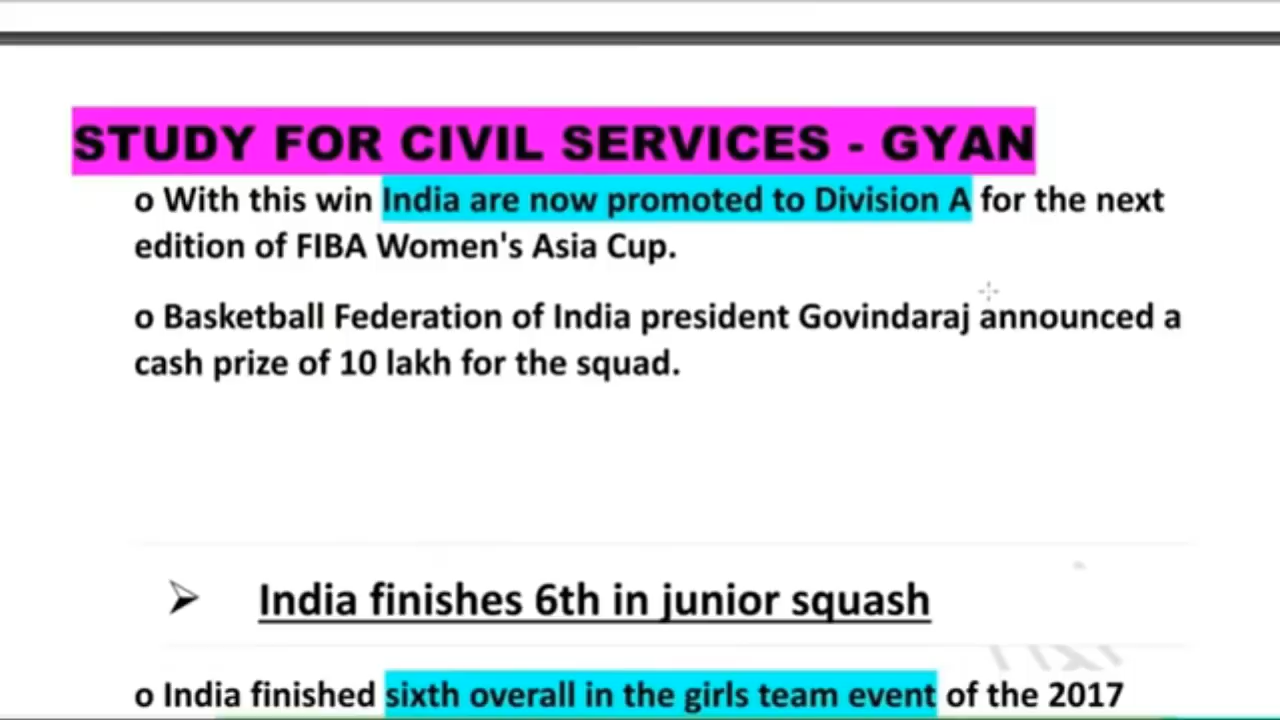 STUDY FOR CIVIL SERVICES - GYAN
o With this win India are now promoted to Division A for the next
edition of FIBA Women's Asia Cup.
o Basketball Federation of India president Govindaraj announced a
cash prize of 10 lakh for the squad.
India finishes 6th in junior squash
o India finished sixth overall in the girls team event of the 2017